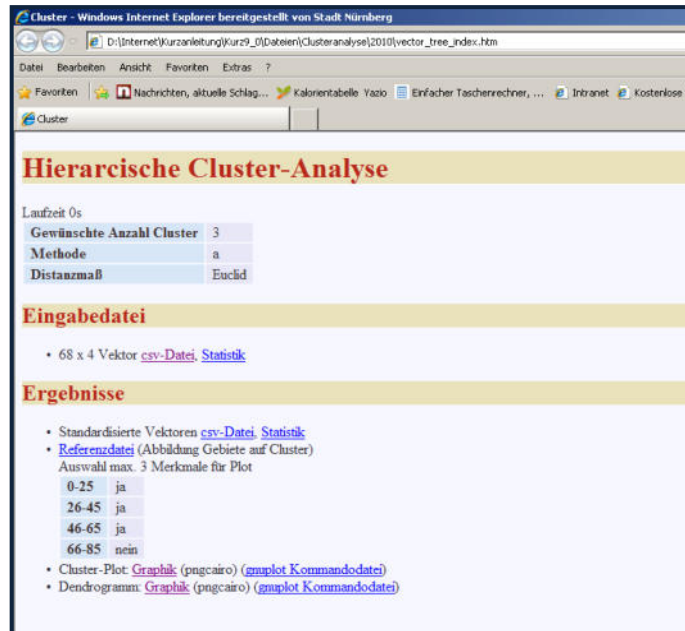 Cluster - Windows Internet Explorer bereitgestellt von Stadt Nürnberg
D:\Internet\Kurzanleitung\Kurz9_0\Dateien\Clusteranalyse\2010\vector_tree_index.htm
Datei Bearbeiten Ansicht Favoriten Extras ?
Favoriten Nachrichten, aktuelle Schlag... Kalorientabelle Yazio Einfacher Taschenrechner, ... Intranet Kostenlose
Cluster
Hierarcische Cluster-Analyse
Laufzeit 0s
Gewünschte Anzahl Cluster 3
Methode a
Distanzmaß Euclid
Eingabedatei
• 68 x 4 Vektor csv-Datei, Statistik
Ergebnisse
• Standardisierte Vektoren csv-Datei, Statistik
• Referenzdatei (Abbildung Gebiete auf Cluster)
Auswahl max. 3 Merkmale für Plot
0-25 ja
26-45 ja
46-65 ja
66-85 nein
• Cluster-Plot: Graphik (pngcairo) (gnuplot Kommandodatei)
• Dendrogramm: Graphik (pngcairo) (gnuplot Kommandodatei)